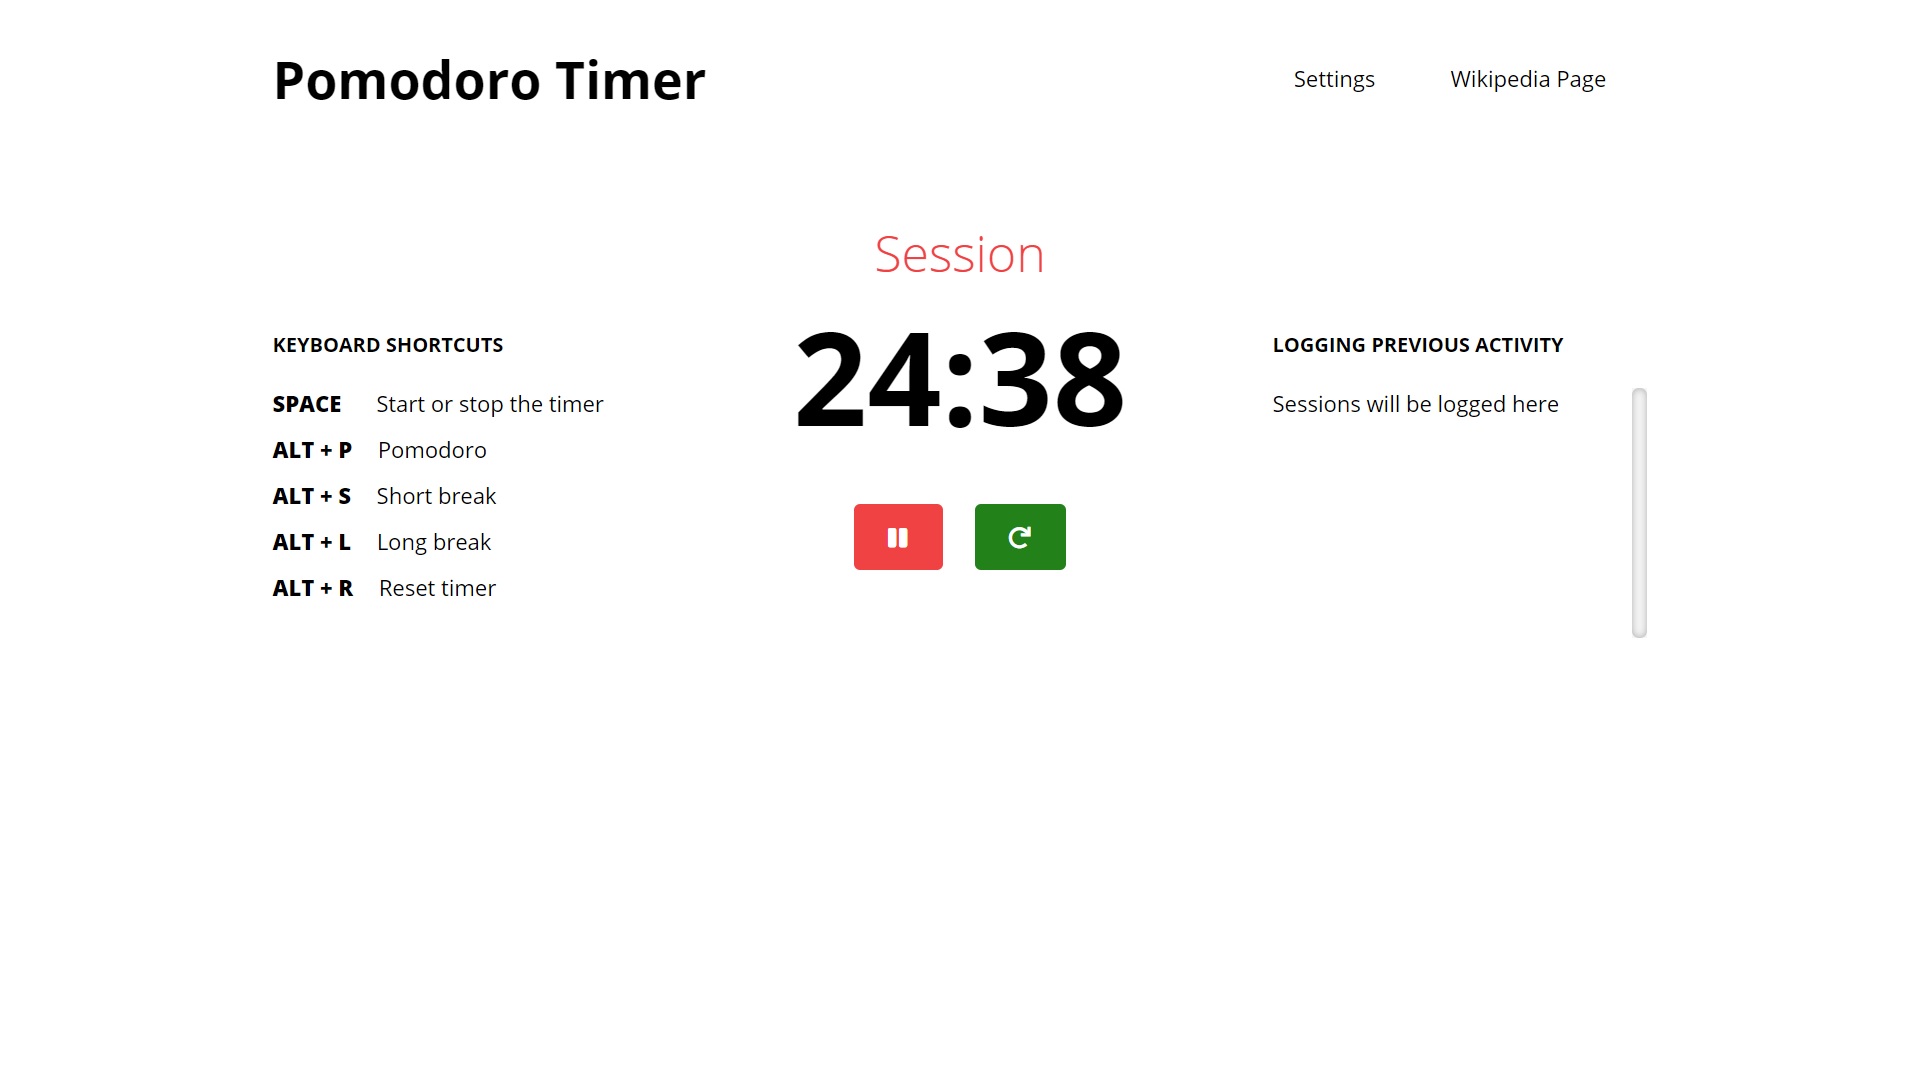 Pomodoro Timer
Settings
Wikipedia Page
Session
KEYBOARD SHORTCUTS
SPACE Start or stop the timer
ALT + P Pomodoro
ALT + S Short break
ALT + L Long break
ALT + R Reset timer
24:38
LOGGING PREVIOUS ACTIVITY
Sessions will be logged here